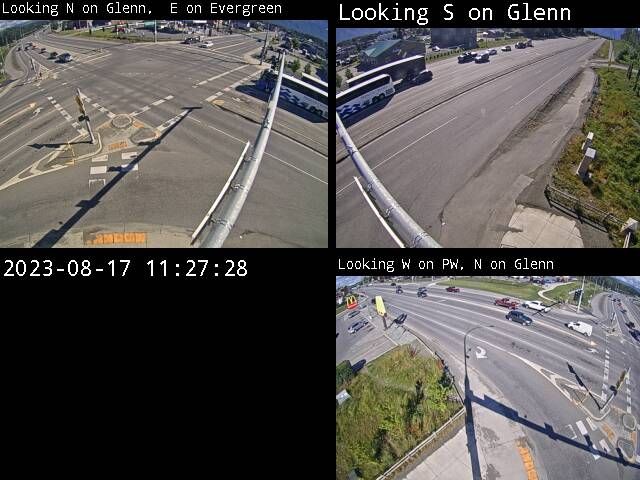 Looking N on Glenn, E on Evergreen
Looking S on Glenn
2023-08-17 11:27:28
Looking W on PW, N on Glenn